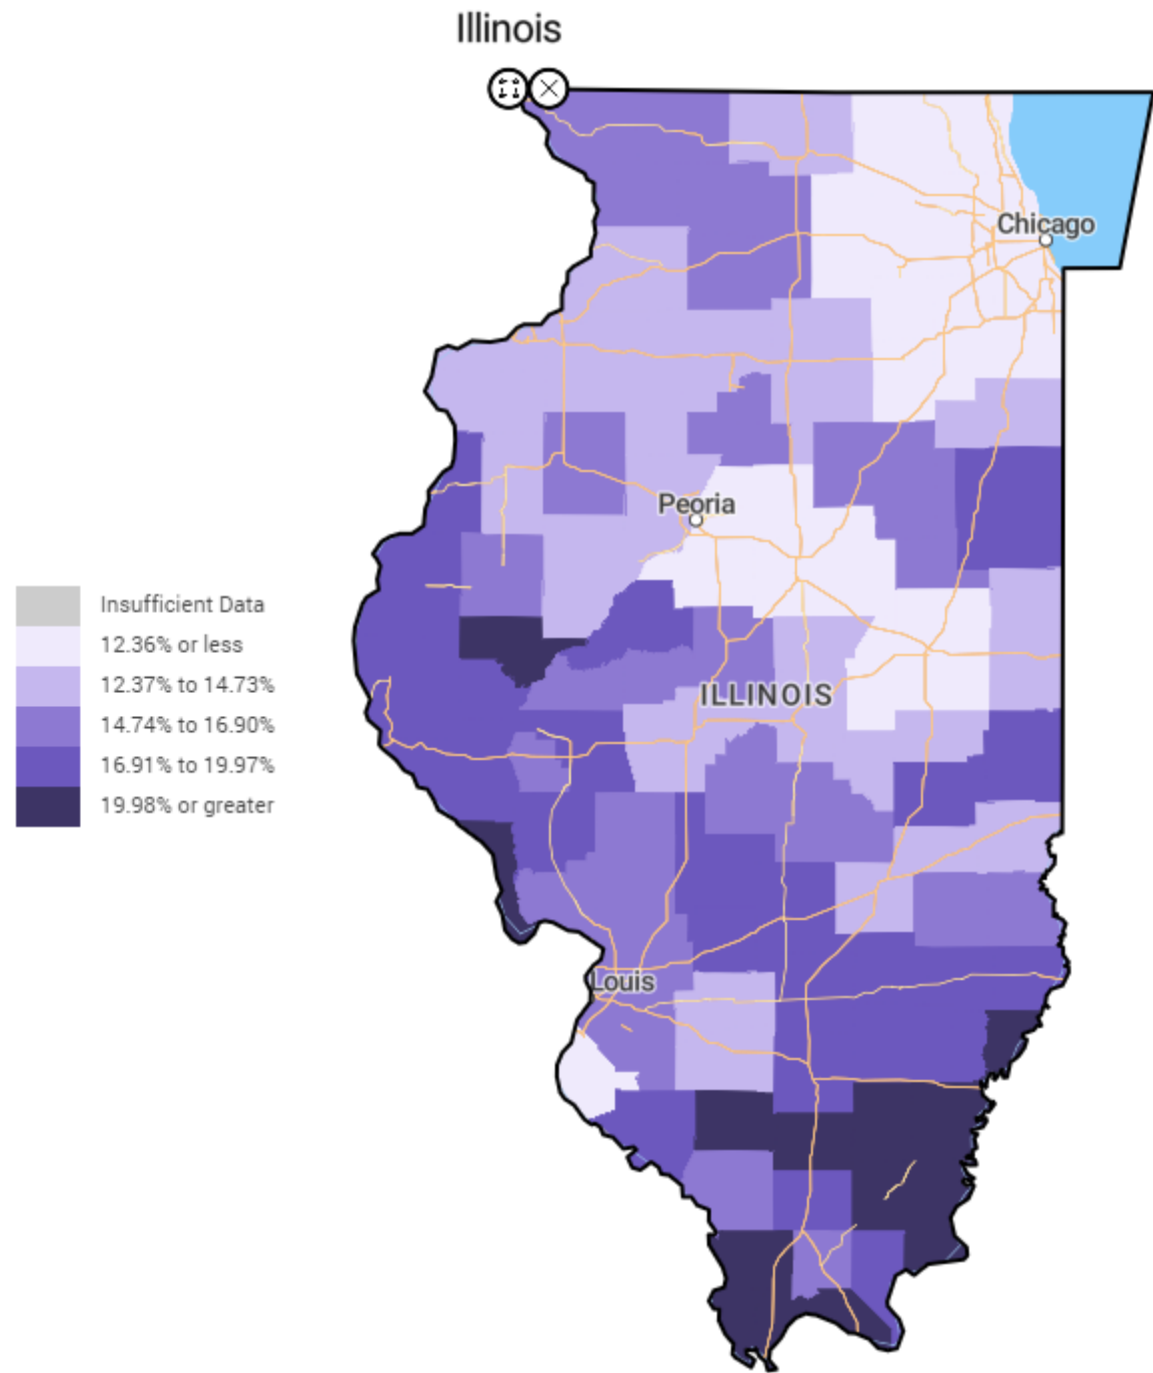 Illinois
Chicago
Peoria
Insufficient Data
12.36% or less
12.37% to 14.73%
ILLINOIS
14.74% to 16.90%
16.91% to 19.97%
19.98% or greater
Louis